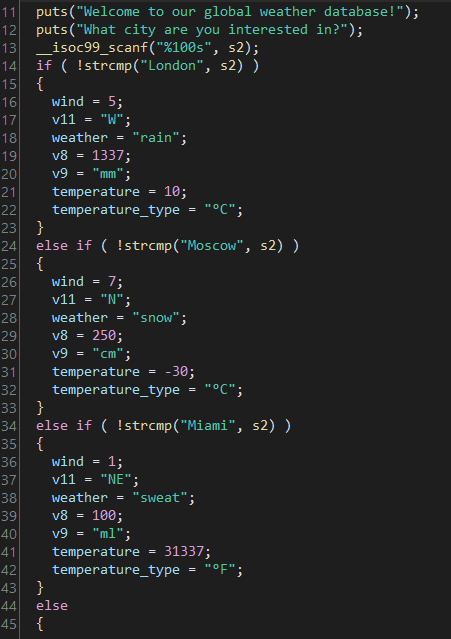 11 puts("Welcome to our global weather database!");
12 puts("What city are you interested in?");
13 __isoc99_scanf("%100s", s2);
14 if ( !strcmp("London", s2) )
15 {
16 wind = 5;
17 v11 = "W";
18 weather = "rain";
19 v8 = 1337;
20 v9 = "mm";
21 temperature = 10;
22 temperature_type = "ºC";
23 }
24 else if ( !strcmp("Moscow", s2) )
25 {
26 wind = 7;
27 v11 = "N";
28 weather = "snow";
29 v8 = 250;
30 v9 = "cm";
31 temperature = -30;
32 temperature_type = "ºC";
33 }
34 else if ( !strcmp("Miami", s2) )
35 {
36 wind = 1;
37 v11 = "NE";
38 weather = "sweat";
39 v8 = 100;
40 v9 = "ml";
41 temperature = 31337;
42 temperature_type = "ºF";
43 }
44 else
45 {